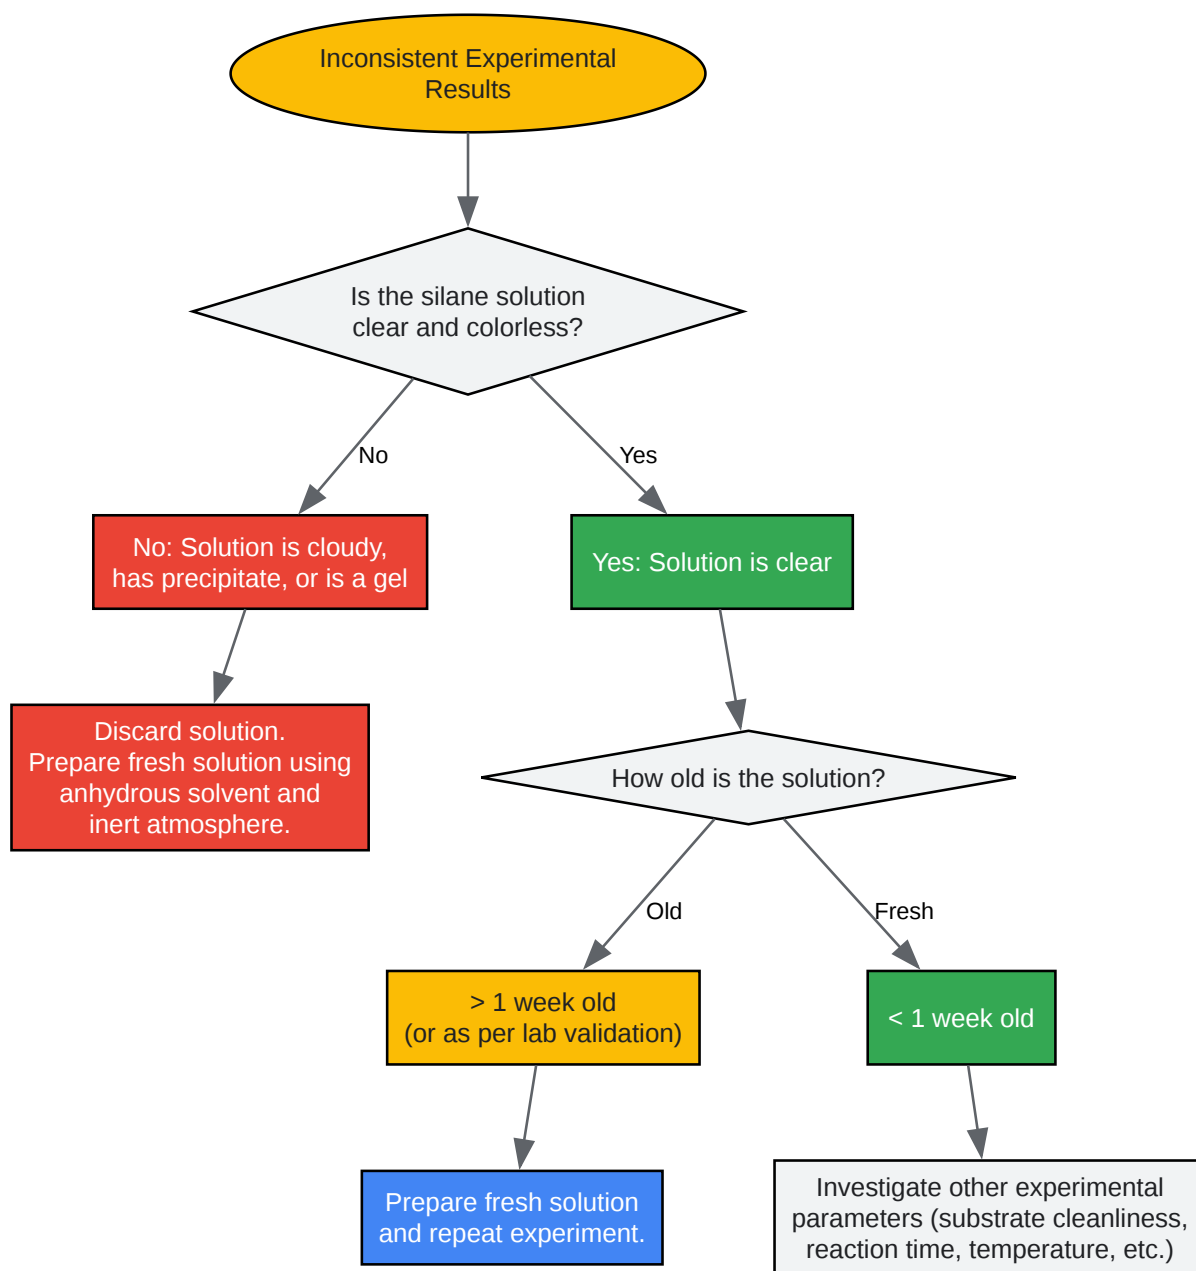 Inconsistent Experimental
Results
Is the silane solution
clear and colorless?
No
Yes
No: Solution is cloudy,
has precipitate, or is a gel
Yes: Solution is clear
Discard solution.
Prepare fresh solution using
anhydrous solvent and
inert atmosphere.
How old is the solution?
Old
Fresh
> 1 week old
(or as per lab validation)
< 1 week old
Prepare fresh solution
and repeat experiment.
Investigate other experimental
parameters (substrate cleanliness,
reaction time, temperature, etc.)